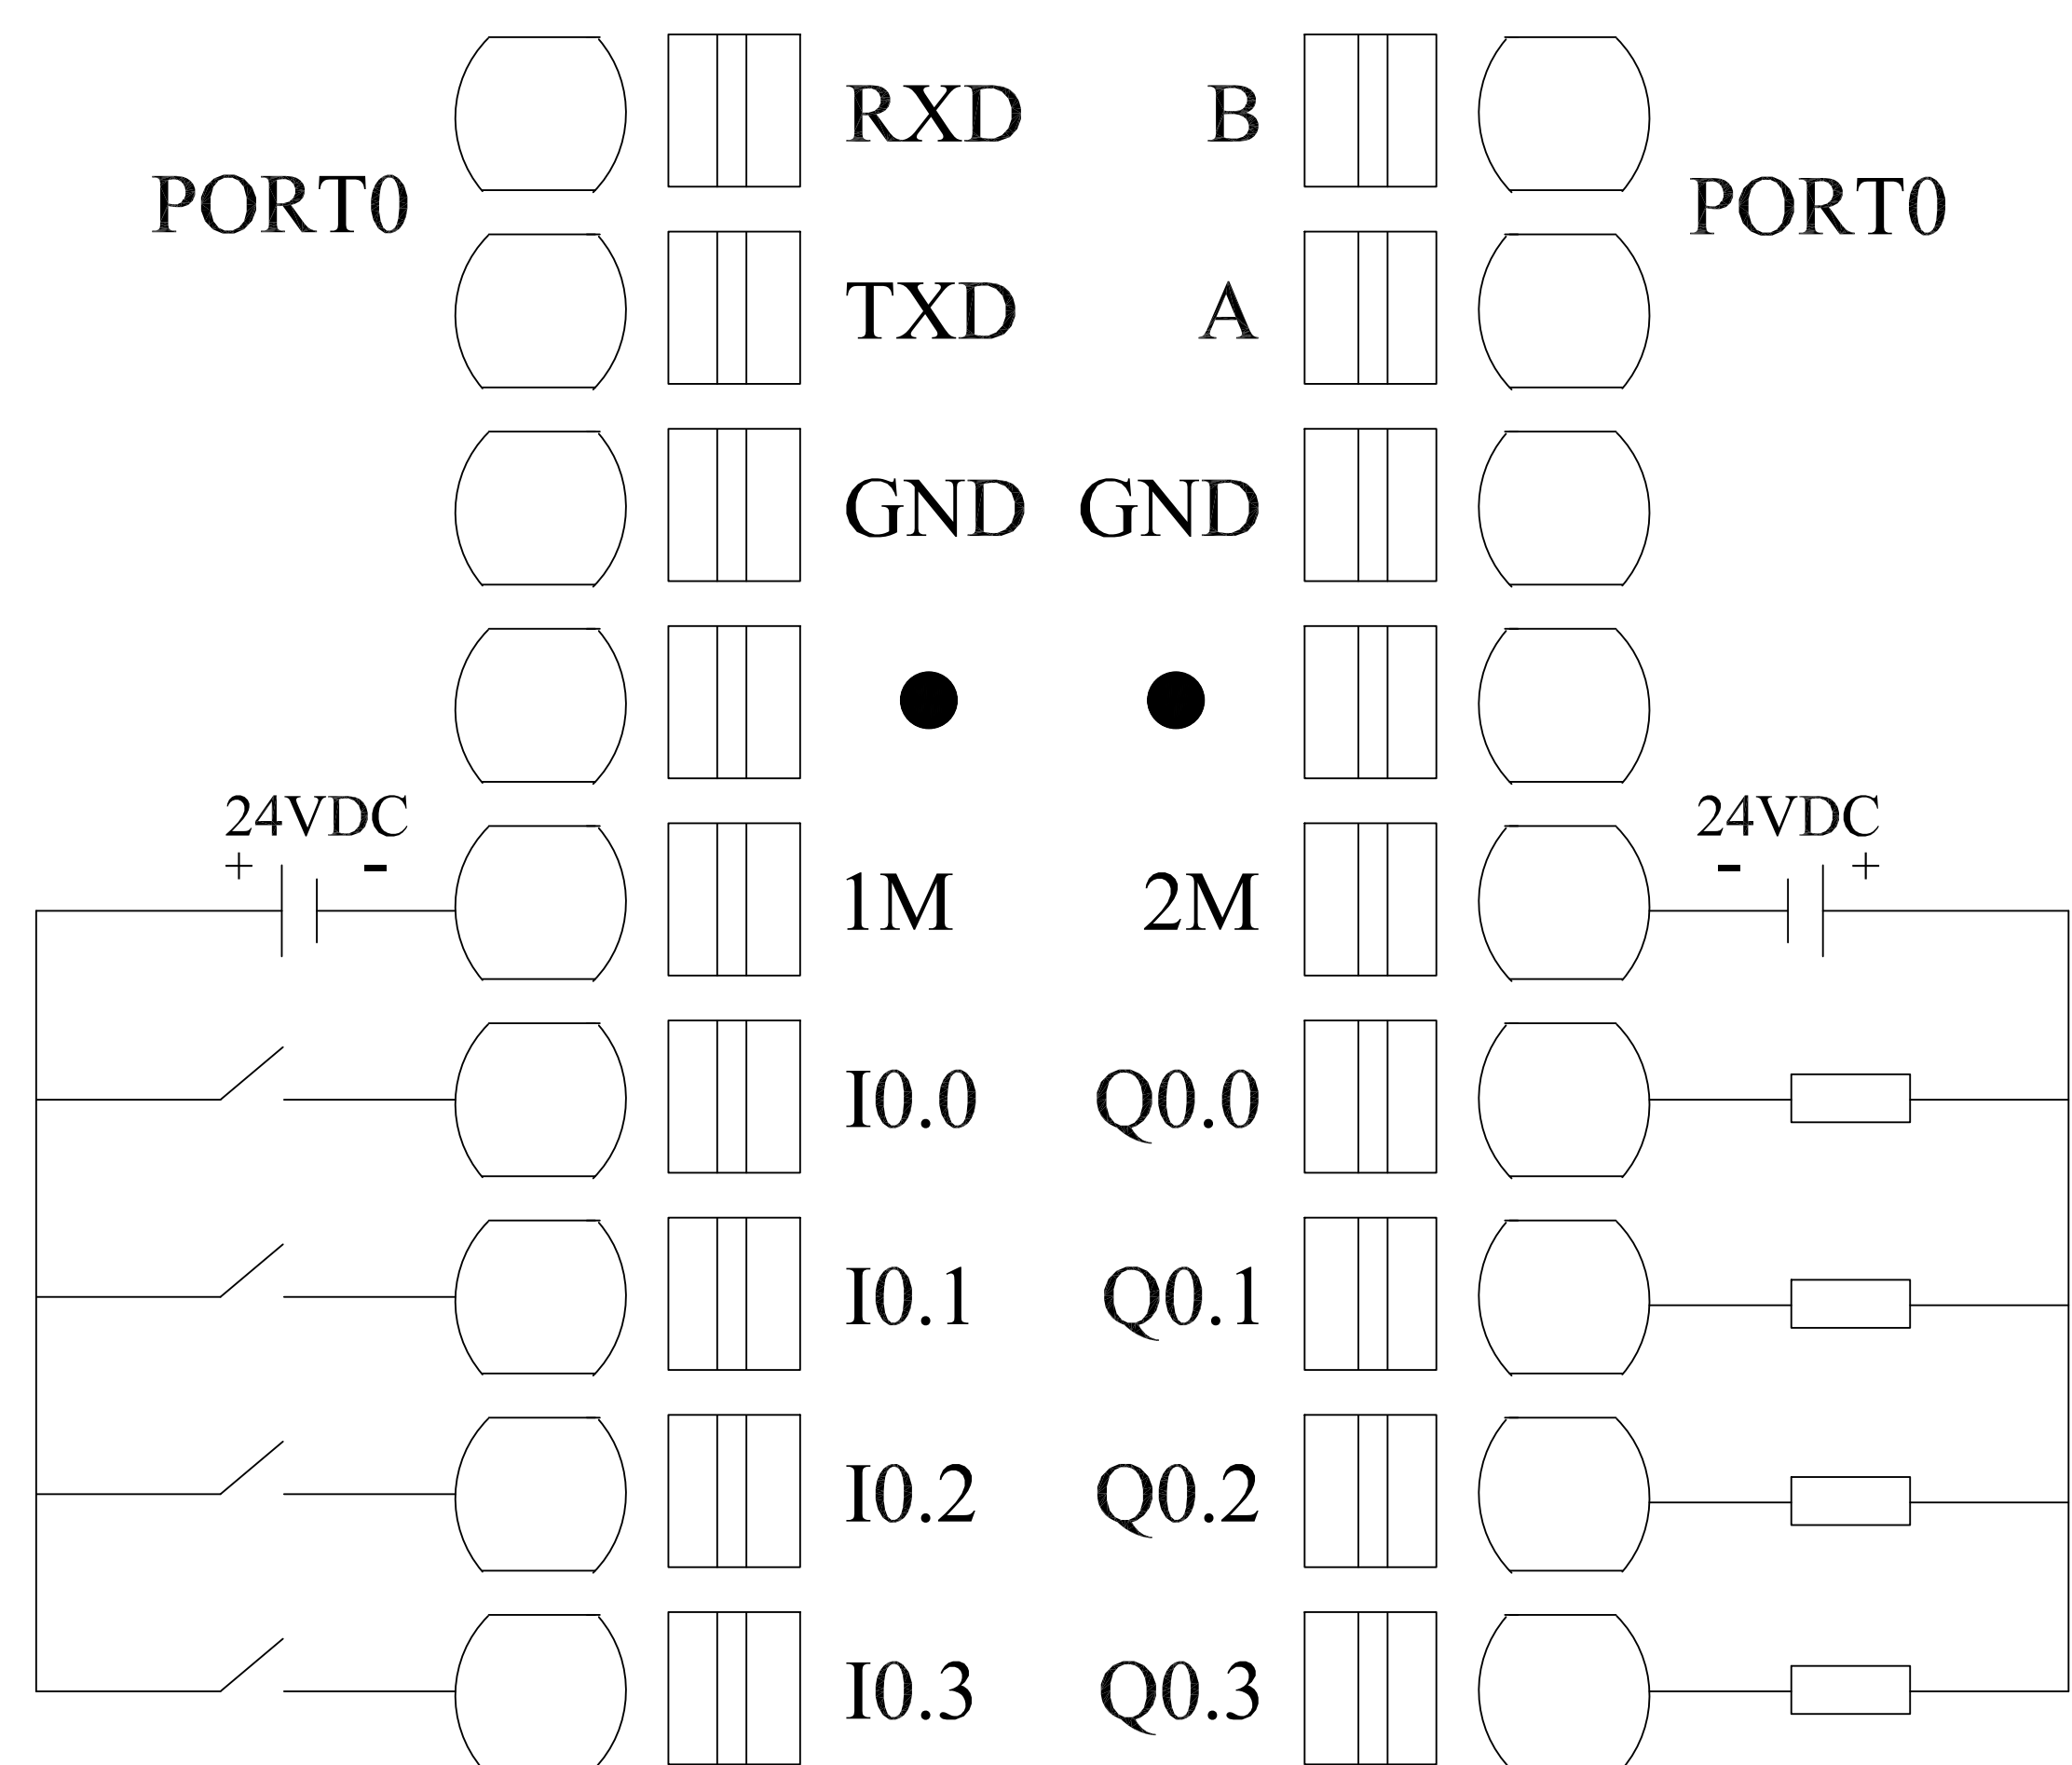 RXD B
PORT0 PORT0
TXD A
GND GND
24VDC 24VDC
+ - - +
1M 2M
I0.0 Q0.0
I0.1 Q0.1
I0.2 Q0.2
I0.3 Q0.3